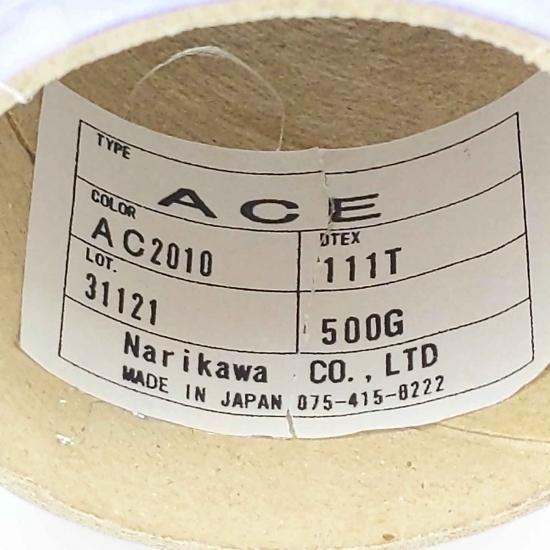 TYPE
ACE
COLOR
AC2010
DTEX
111T
LOT.
31121
500G
Narikawa CO.,LTD
MADE IN JAPAN 075-415-8222